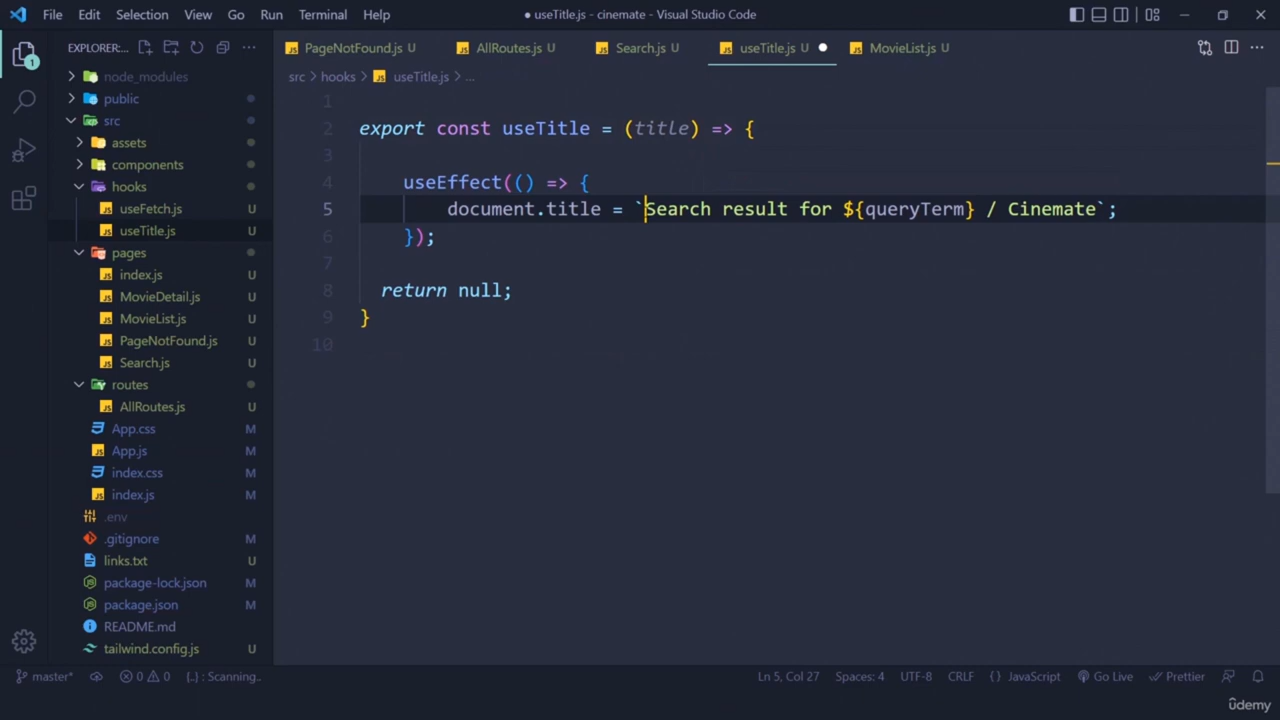 File Edit Selection View Go Run Terminal Help
● useTitle.js - cinemate - Visual Studio Code
EXPLORER:...
PageNotFound.js U
AllRoutes.js U
Search.js U
useTitle.js U ●
MovieList.js U
src > hooks > useTitle.js > ...
node_modules
public
src
assets
components
hooks
useFetch.js U
useTitle.js U
pages
index.js U
MovieDetail.js U
MovieList.js U
PageNotFound.js U
Search.js U
routes
AllRoutes.js U
App.css M
App.js M
index.css M
index.js M
.env
.gitignore M
links.txt U
package-lock.json M
package.json M
README.md M
tailwind.config.js U
1
2 export const useTitle = (title) => {
3
4 useEffect(() => {
5 document.title = `Search result for ${queryTerm} / Cinemate`;
6 });
7
8 return null;
9 }
10
1
master* 0 0 {..} : Scanning.. Ln 5, Col 27 Spaces: 4 UTF-8 CRLF {} JavaScript Go Live Prettier
ûdemy